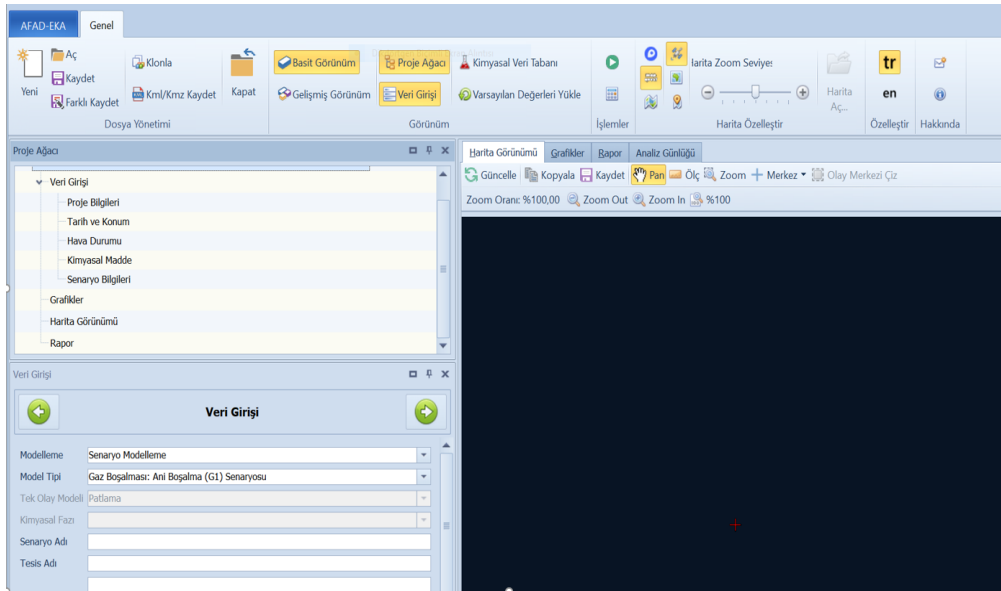 AFAD-EKA Genel
Yeni
Aç
Kaydet
Farklı Kaydet
Klonla
Kml/Kmz Kaydet
Kapat
Dosya Yönetimi
Basit Görünüm
Gelişmiş Görünüm
Proje Ağacı
Veri Girişi
Kimyasal Veri Tabanı
Varsayılan Değerleri Yükle
Görünüm
İşlemler
larita Zoom Seviye:
Harita
Aç...
Harita Özelleştir
tr
en
Özelleştir
Hakkında
Proje Ağacı
Veri Girişi
Proje Bilgileri
Tarih ve Konum
Hava Durumu
Kimyasal Madde
Senaryo Bilgileri
Grafikler
Harita Görünümü
Rapor
Veri Girişi
Veri Girişi
Modelleme Senaryo Modelleme
Model Tipi Gaz Boşalması: Ani Boşalma (G1) Senaryosu
Tek Olay Modeli Patlama
Kimyasal Fazı
Senaryo Adı
Tesis Adı
Harita Görünümü Grafikler Rapor Analiz Günlüğü
Güncelle Kopyala Kaydet Pan Ölç Zoom Merkez Olay Merkezi Çiz
Zoom Oranı: %100,00 Zoom Out Zoom In %100